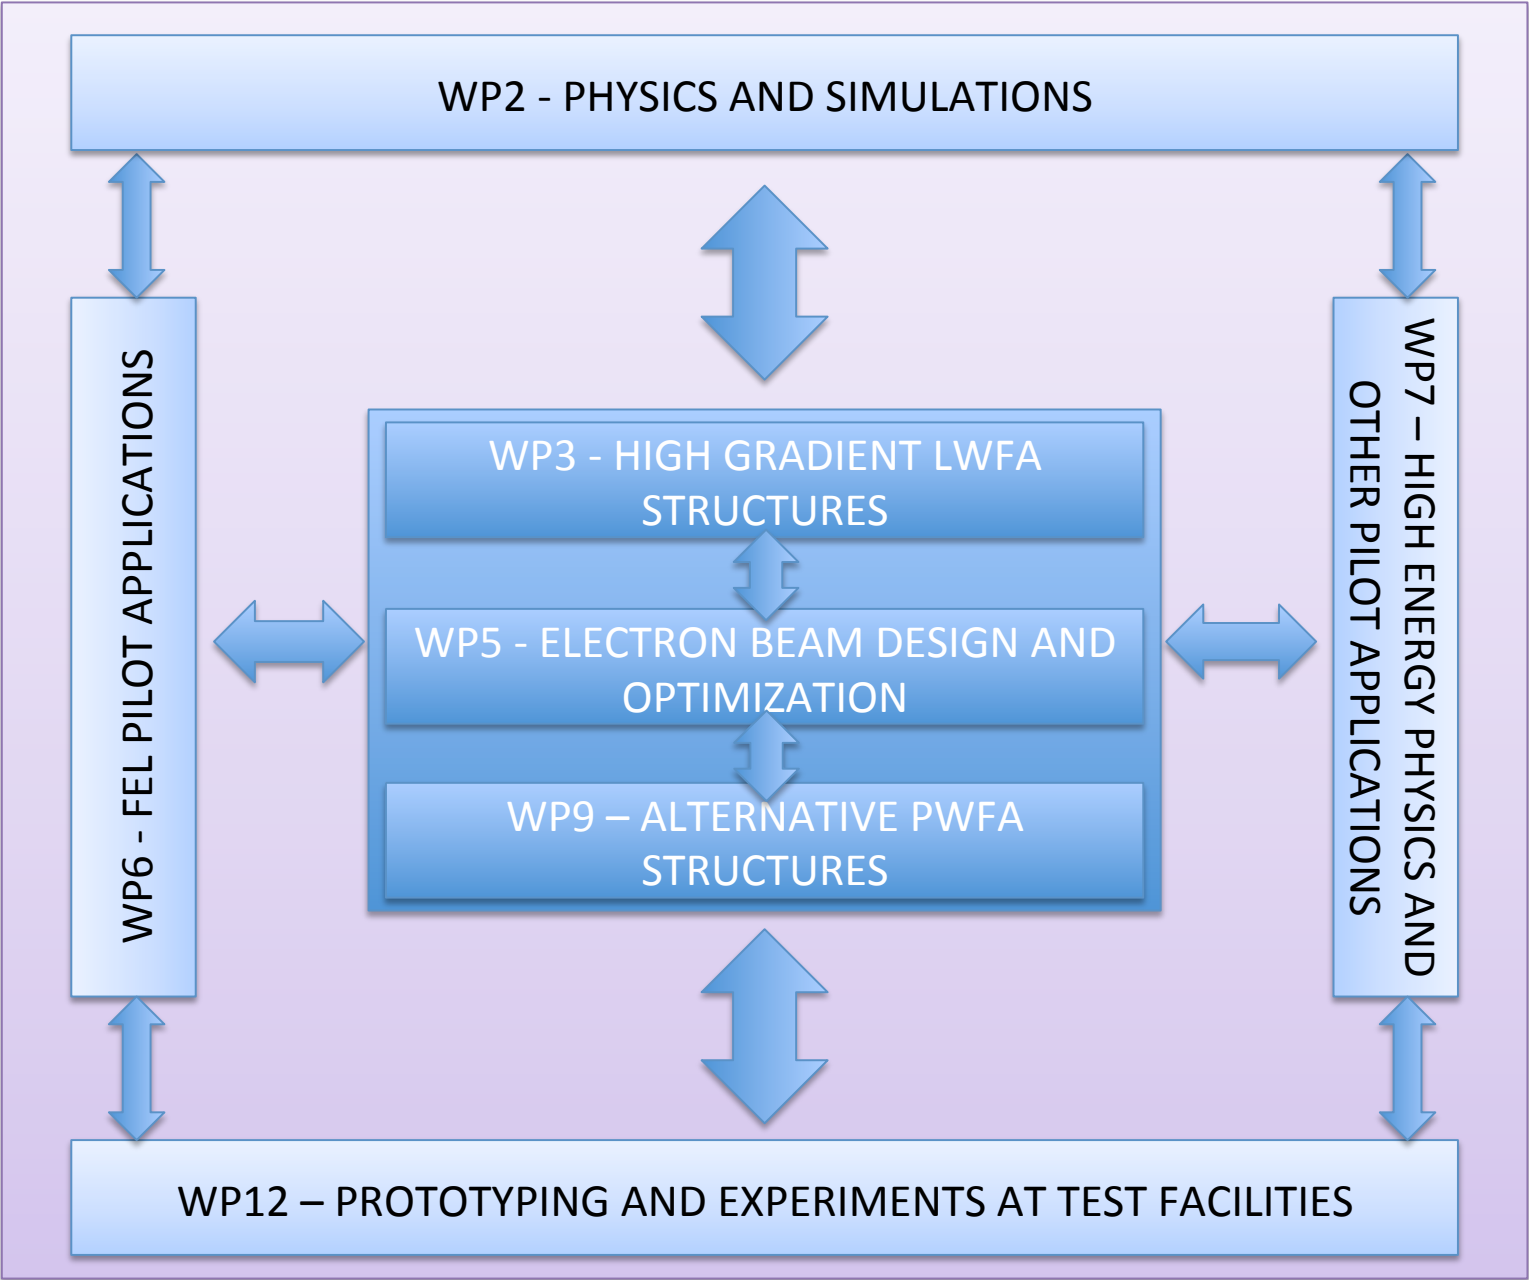 WP2 - PHYSICS AND SIMULATIONS
WP6 - FEL PILOT APPLICATIONS
WP3 - HIGH GRADIENT LWFA
STRUCTURES
WP5 - ELECTRON BEAM DESIGN AND
OPTIMIZATION
WP9 – ALTERNATIVE PWFA
STRUCTURES
WP7 – HIGH ENERGY PHYSICS AND
OTHER PILOT APPLICATIONS
WP12 – PROTOTYPING AND EXPERIMENTS AT TEST FACILITIES